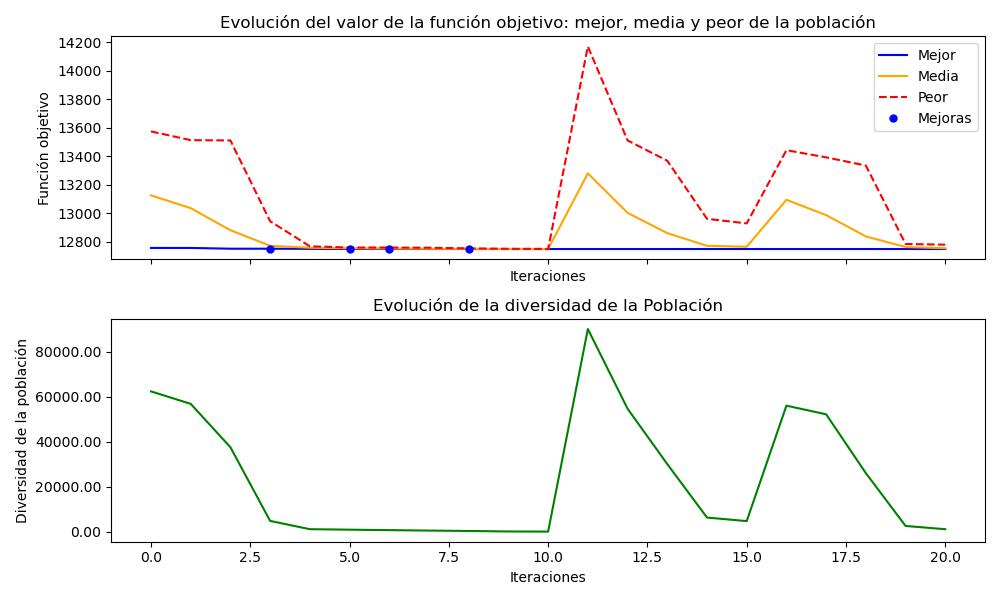 Evolución del valor de la función objetivo: mejor, media y peor de la población
14200
14000
13800
13600
13400
13200
13000
12800
Función objetivo
Mejor
Media
Peor
Mejoras
Iteraciones
Evolución de la diversidad de la Población
80000.00
60000.00
40000.00
20000.00
0.00
Diversidad de la población
0.0 2.5 5.0 7.5 10.0 12.5 15.0 17.5 20.0
Iteraciones